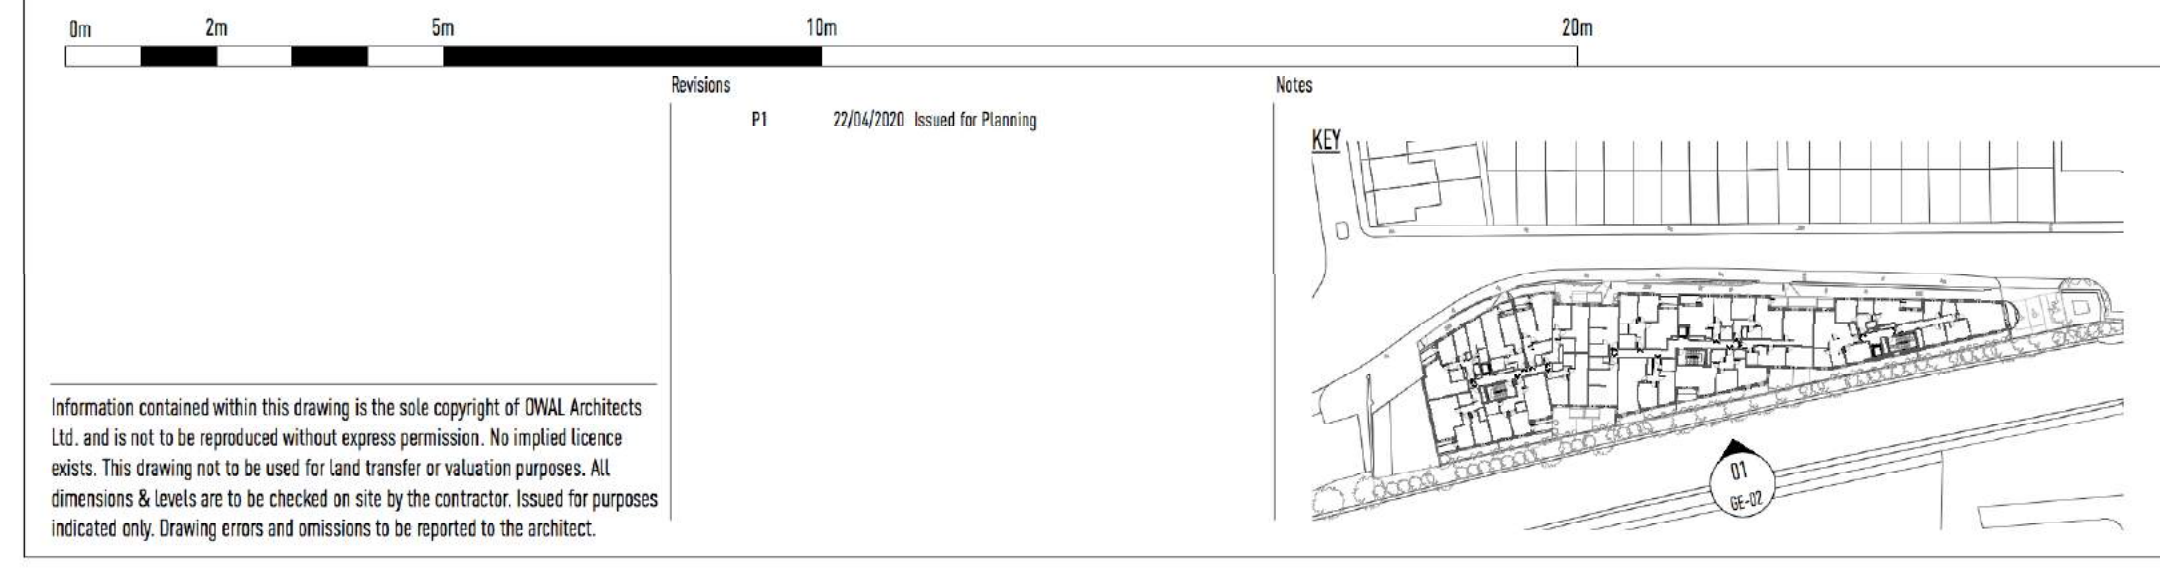 0m 2m 5m 10m 20m
Revisions
P1 22/04/2020 Issued for Planning
Notes
KEY
01
GE-02
Information contained within this drawing is the sole copyright of OWAL Architects
Ltd. and is not to be reproduced without express permission. No implied licence
exists. This drawing not to be used for land transfer or valuation purposes. All
dimensions & levels are to be checked on site by the contractor. Issued for purposes
indicated only. Drawing errors and omissions to be reported to the architect.